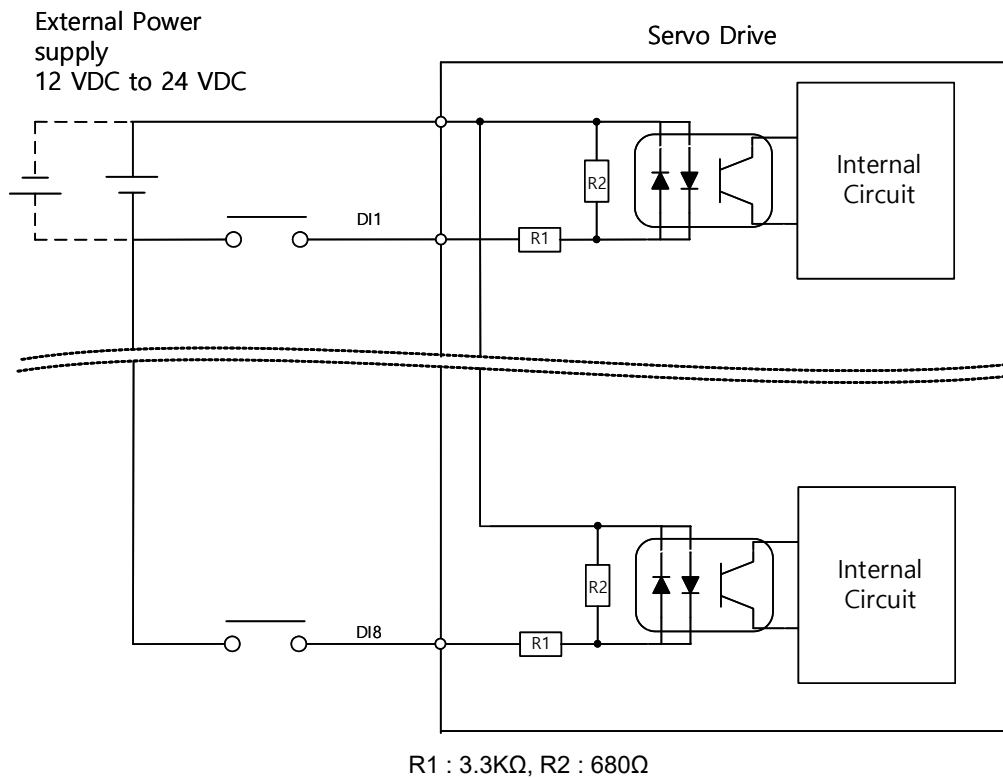 External Power
supply
12 VDC to 24 VDC
Servo Drive
R2
Internal
Circuit
DI1
R1
R2
Internal
Circuit
DI8
R1
R1 : 3.3KΩ, R2 : 680Ω